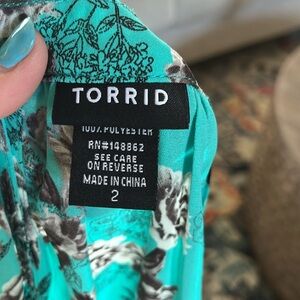 TORRID
100% POLYESTER
RN#148862
SEE CARE
ON REVERSE
MADE IN CHINA
2